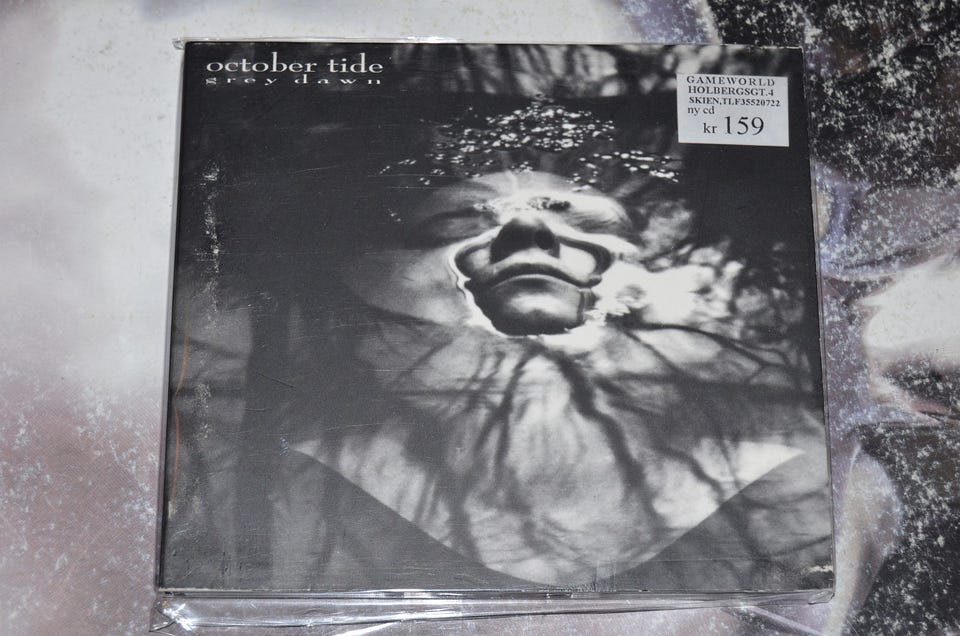 october tide
grey dawn
GAMEWORLD
HOLBERGSGT.4
SKIEN,TLF35520722
ny cd
kr 159